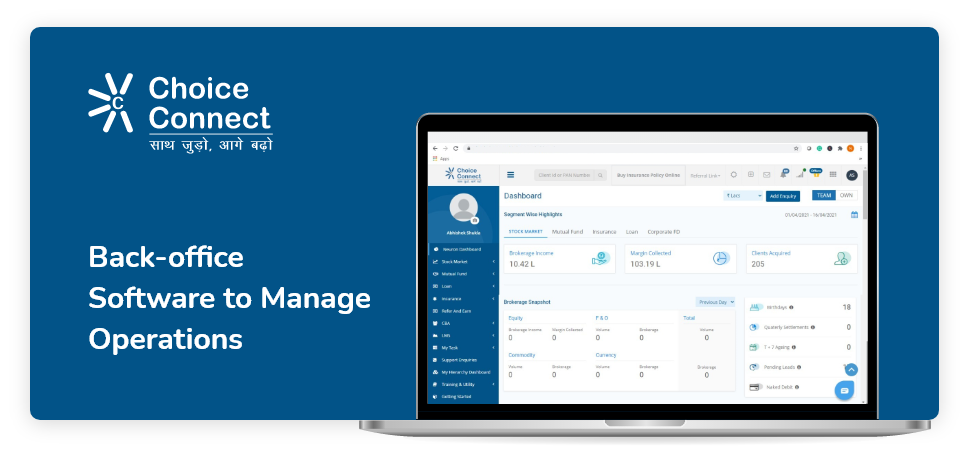 Choice
Connect
साथ जुड़ो, आगे बढ़ो
Back-office
Software to Manage
Operations
Choice
Connect
Client Id or PAN Number
Buy Insurance Policy Online
Referral Link
AS
Abhishek Shukla
Dashboard
₹ Lacs
Add Enquiry
TEAM
OWN
Segment Wise Highlights
01/04/2021 - 16/04/2021
STOCK MARKET
Mutual Fund
Insurance
Loan
Corporate FD
Brokerage Income
10.42 L
Margin Collected
103.19 L
Clients Acquired
205
Neuron Dashboard
Stock Market
Mutual Fund
Loan
Insurance
Refer And Earn
CBA
LMS
My Task
Support Enquiries
My Hierarchy Dashboard
Training & Utility
Getting Started
Brokerage Snapshot
Previous Day
Equity
F & O
Total
Brokerage Income
Margin Collected
Volume
Brokerage
Volume
0
0
0
0
0
Commodity
Currency
Volume
Brokerage
Volume
Brokerage
Brokerage
0
0
0
0
0
Birthdays
18
Quaterly Settlements
0
T + 7 Ageing
0
Pending Leads
Naked Debit